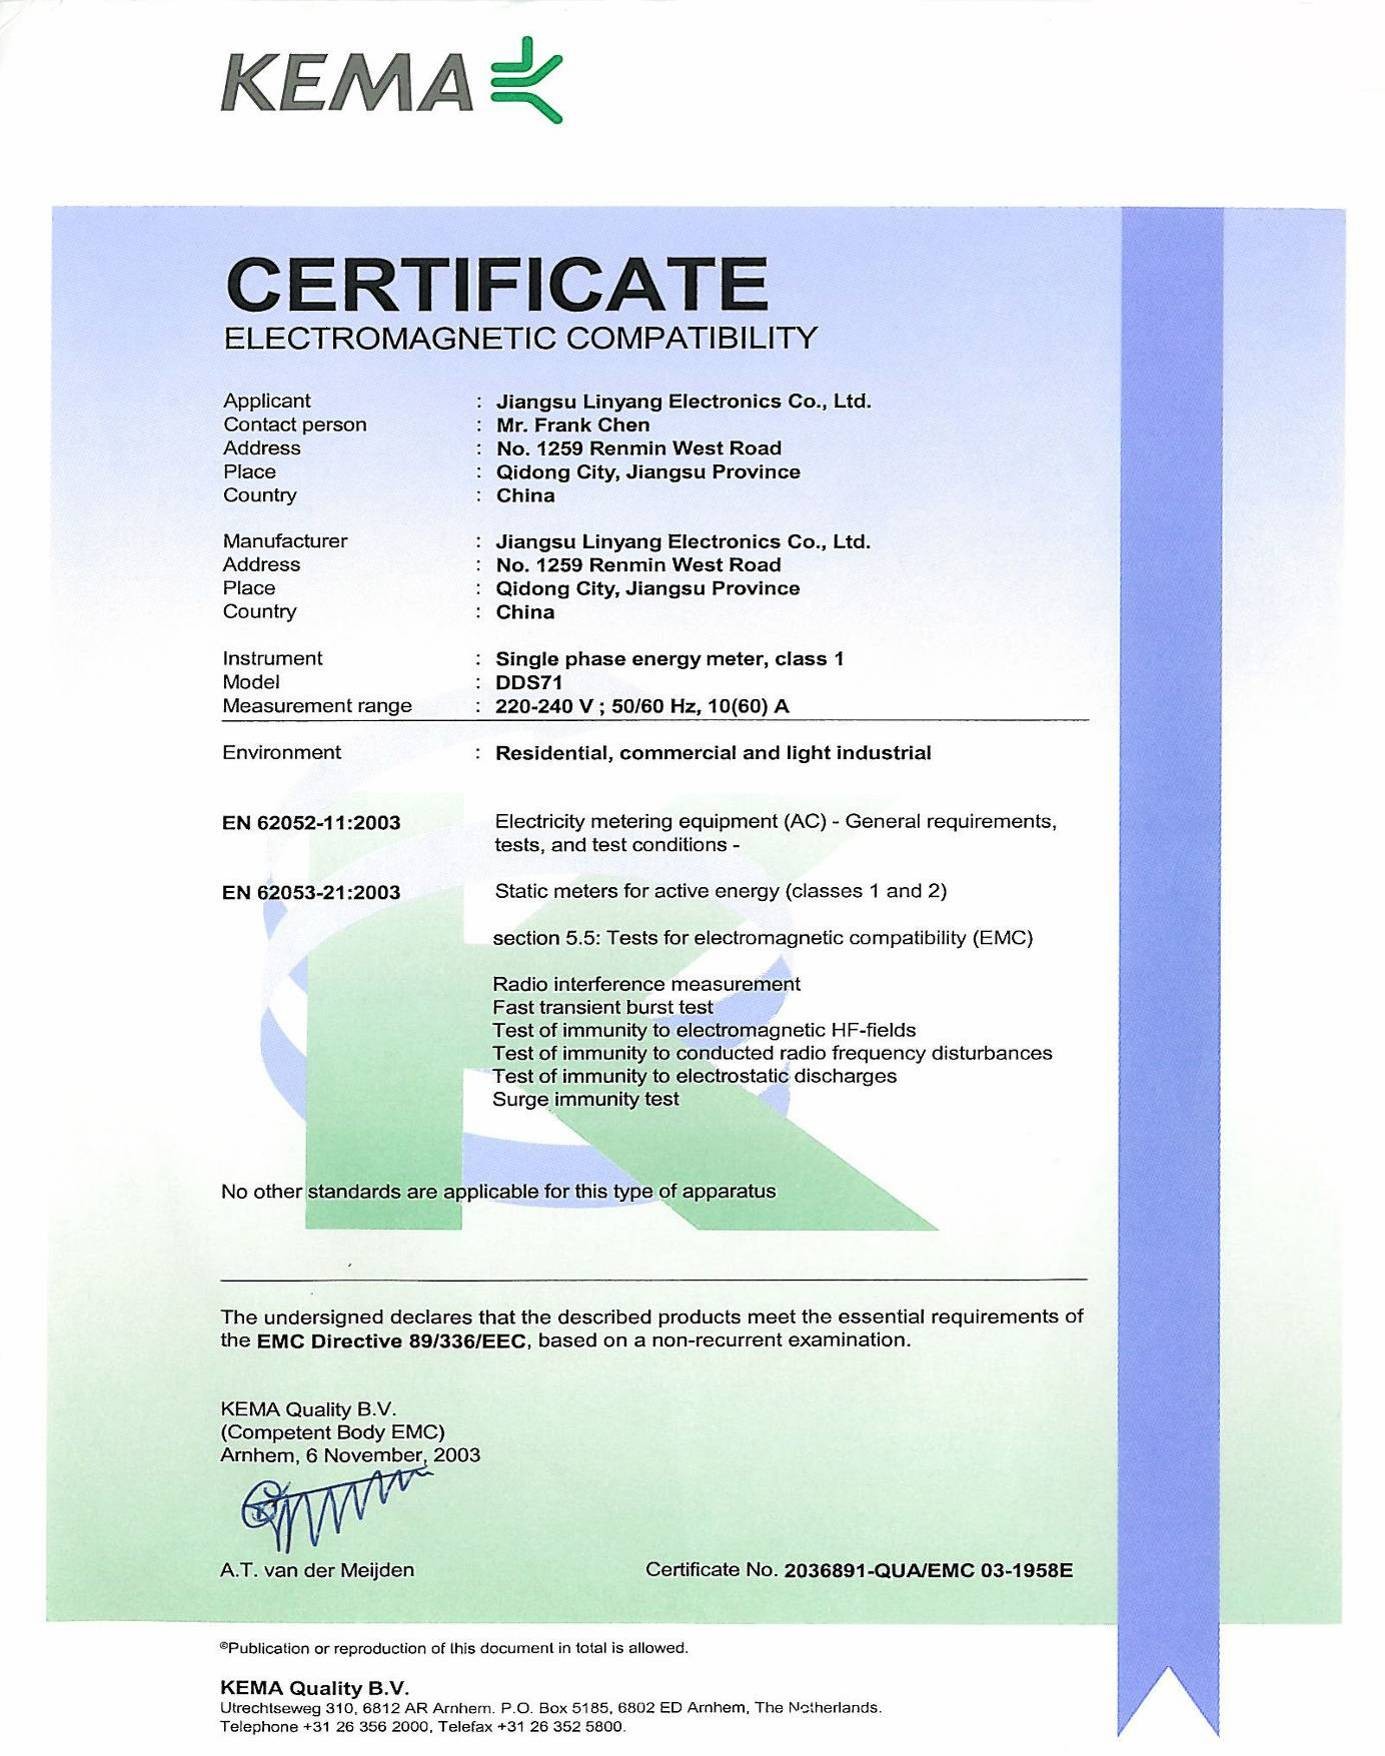 KEMA
CERTIFICATE
ELECTROMAGNETIC COMPATIBILITY
Applicant : Jiangsu Linyang Electronics Co., Ltd.
Contact person : Mr. Frank Chen
Address : No. 1259 Renmin West Road
Place : Qidong City, Jiangsu Province
Country : China
Manufacturer : Jiangsu Linyang Electronics Co., Ltd.
Address : No. 1259 Renmin West Road
Place : Qidong City, Jiangsu Province
Country : China
Instrument : Single phase energy meter, class 1
Model : DDS71
Measurement range : 220-240 V ; 50/60 Hz, 10(60) A
Environment : Residential, commercial and light industrial
EN 62052-11:2003 Electricity metering equipment (AC) - General requirements,
tests, and test conditions -
EN 62053-21:2003 Static meters for active energy (classes 1 and 2)
section 5.5: Tests for electromagnetic compatibility (EMC)
Radio interference measurement
Fast transient burst test
Test of immunity to electromagnetic HF-fields
Test of immunity to conducted radio frequency disturbances
Test of immunity to electrostatic discharges
Surge immunity test
No other standards are applicable for this type of apparatus
The undersigned declares that the described products meet the essential requirements of
the EMC Directive 89/336/EEC, based on a non-recurrent examination.
KEMA Quality B.V.
(Competent Body EMC)
Arnhem, 6 November, 2003
A.T. van der Meijden Certificate No. 2036891-QUA/EMC 03-1958E
©Publication or reproduction of this document in total is allowed.
KEMA Quality B.V.
Utrechtseweg 310, 6812 AR Arnhem. P.O. Box 5185, 6802 ED Arnhem, The Netherlands.
Telephone +31 26 356 2000, Telefax +31 26 352 5800.